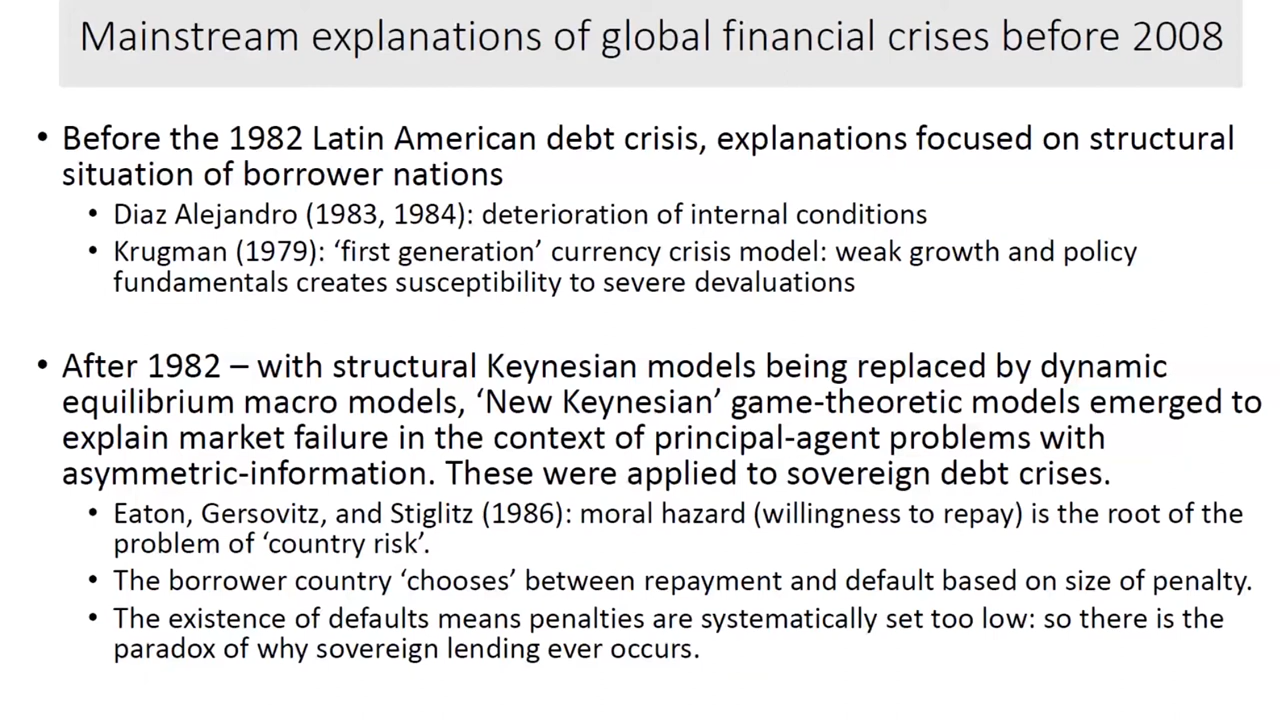 Mainstream explanations of global financial crises before 2008
• Before the 1982 Latin American debt crisis, explanations focused on structural
situation of borrower nations
• Diaz Alejandro (1983, 1984): deterioration of internal conditions
• Krugman (1979): ‘first generation’ currency crisis model: weak growth and policy
fundamentals creates susceptibility to severe devaluations
• After 1982 – with structural Keynesian models being replaced by dynamic
equilibrium macro models, ‘New Keynesian’ game-theoretic models emerged to
explain market failure in the context of principal-agent problems with
asymmetric-information. These were applied to sovereign debt crises.
• Eaton, Gersovitz, and Stiglitz (1986): moral hazard (willingness to repay) is the root of the
problem of ‘country risk’.
• The borrower country ‘chooses’ between repayment and default based on size of penalty.
• The existence of defaults means penalties are systematically set too low: so there is the
paradox of why sovereign lending ever occurs.